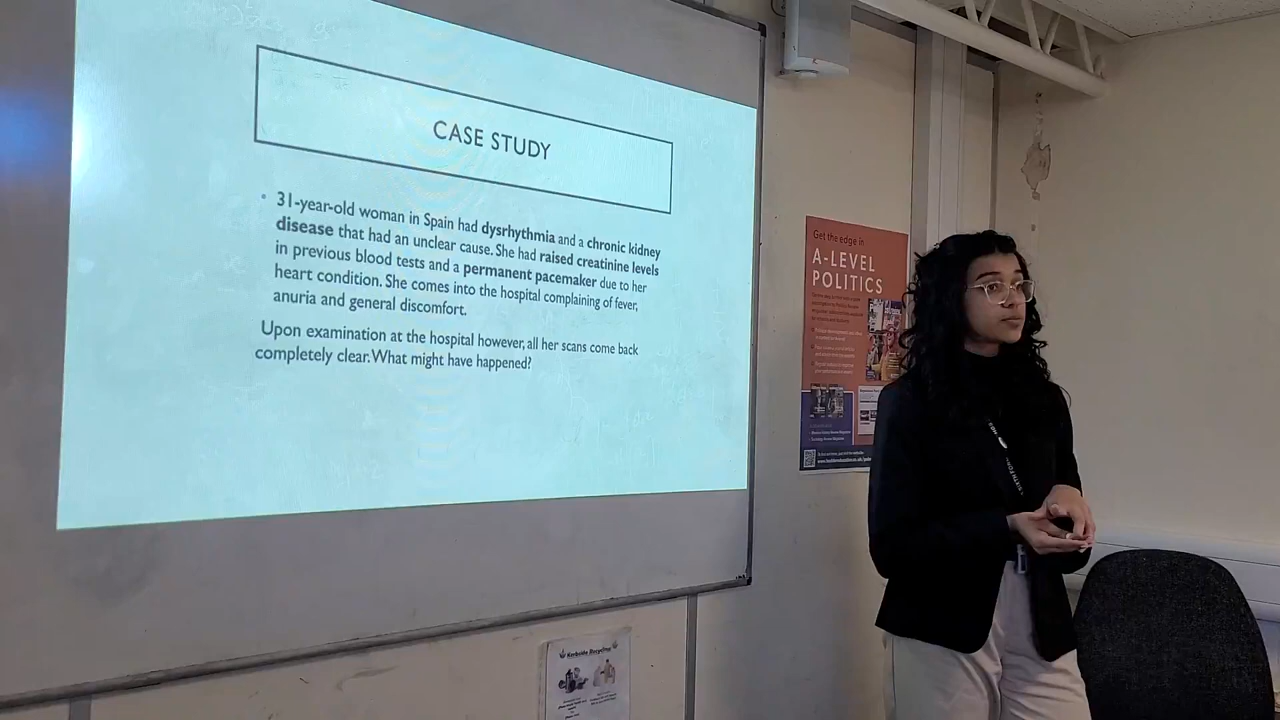 CASE STUDY
• 31-year-old woman in Spain had dysrhythmia and a chronic kidney
disease that had an unclear cause. She had raised creatinine levels
in previous blood tests and a permanent pacemaker due to her
heart condition. She comes into the hospital complaining of fever,
anuria and general discomfort.
Upon examination at the hospital however, all her scans come back
completely clear. What might have happened?
Get the edge in
A-LEVEL
POLITICS
Kerbside Recycling
SIXTH FORM